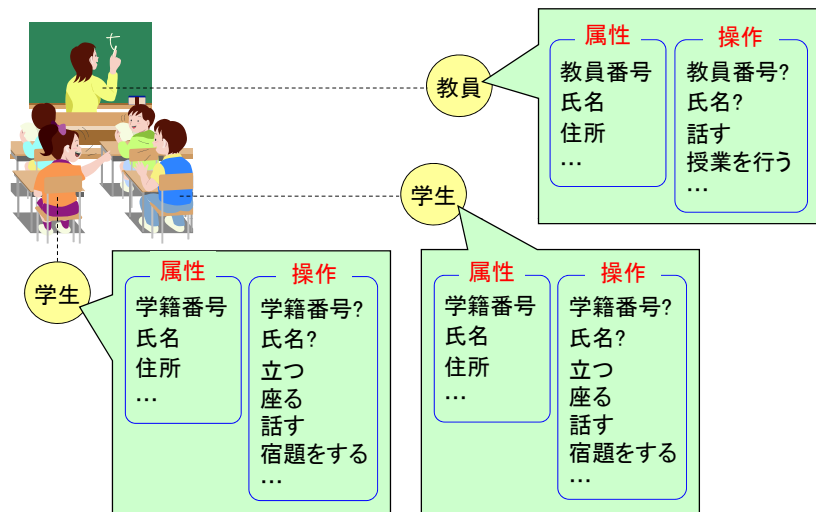 教員
属性
教員番号
氏名
住所
…
操作
教員番号?
氏名?
話す
授業を行う
…
学生
属性
学籍番号
氏名
住所
…
操作
学籍番号?
氏名?
立つ
座る
話す
宿題をする
…
学生
属性
学籍番号
氏名
住所
…
操作
学籍番号?
氏名?
立つ
座る
話す
宿題をする
…